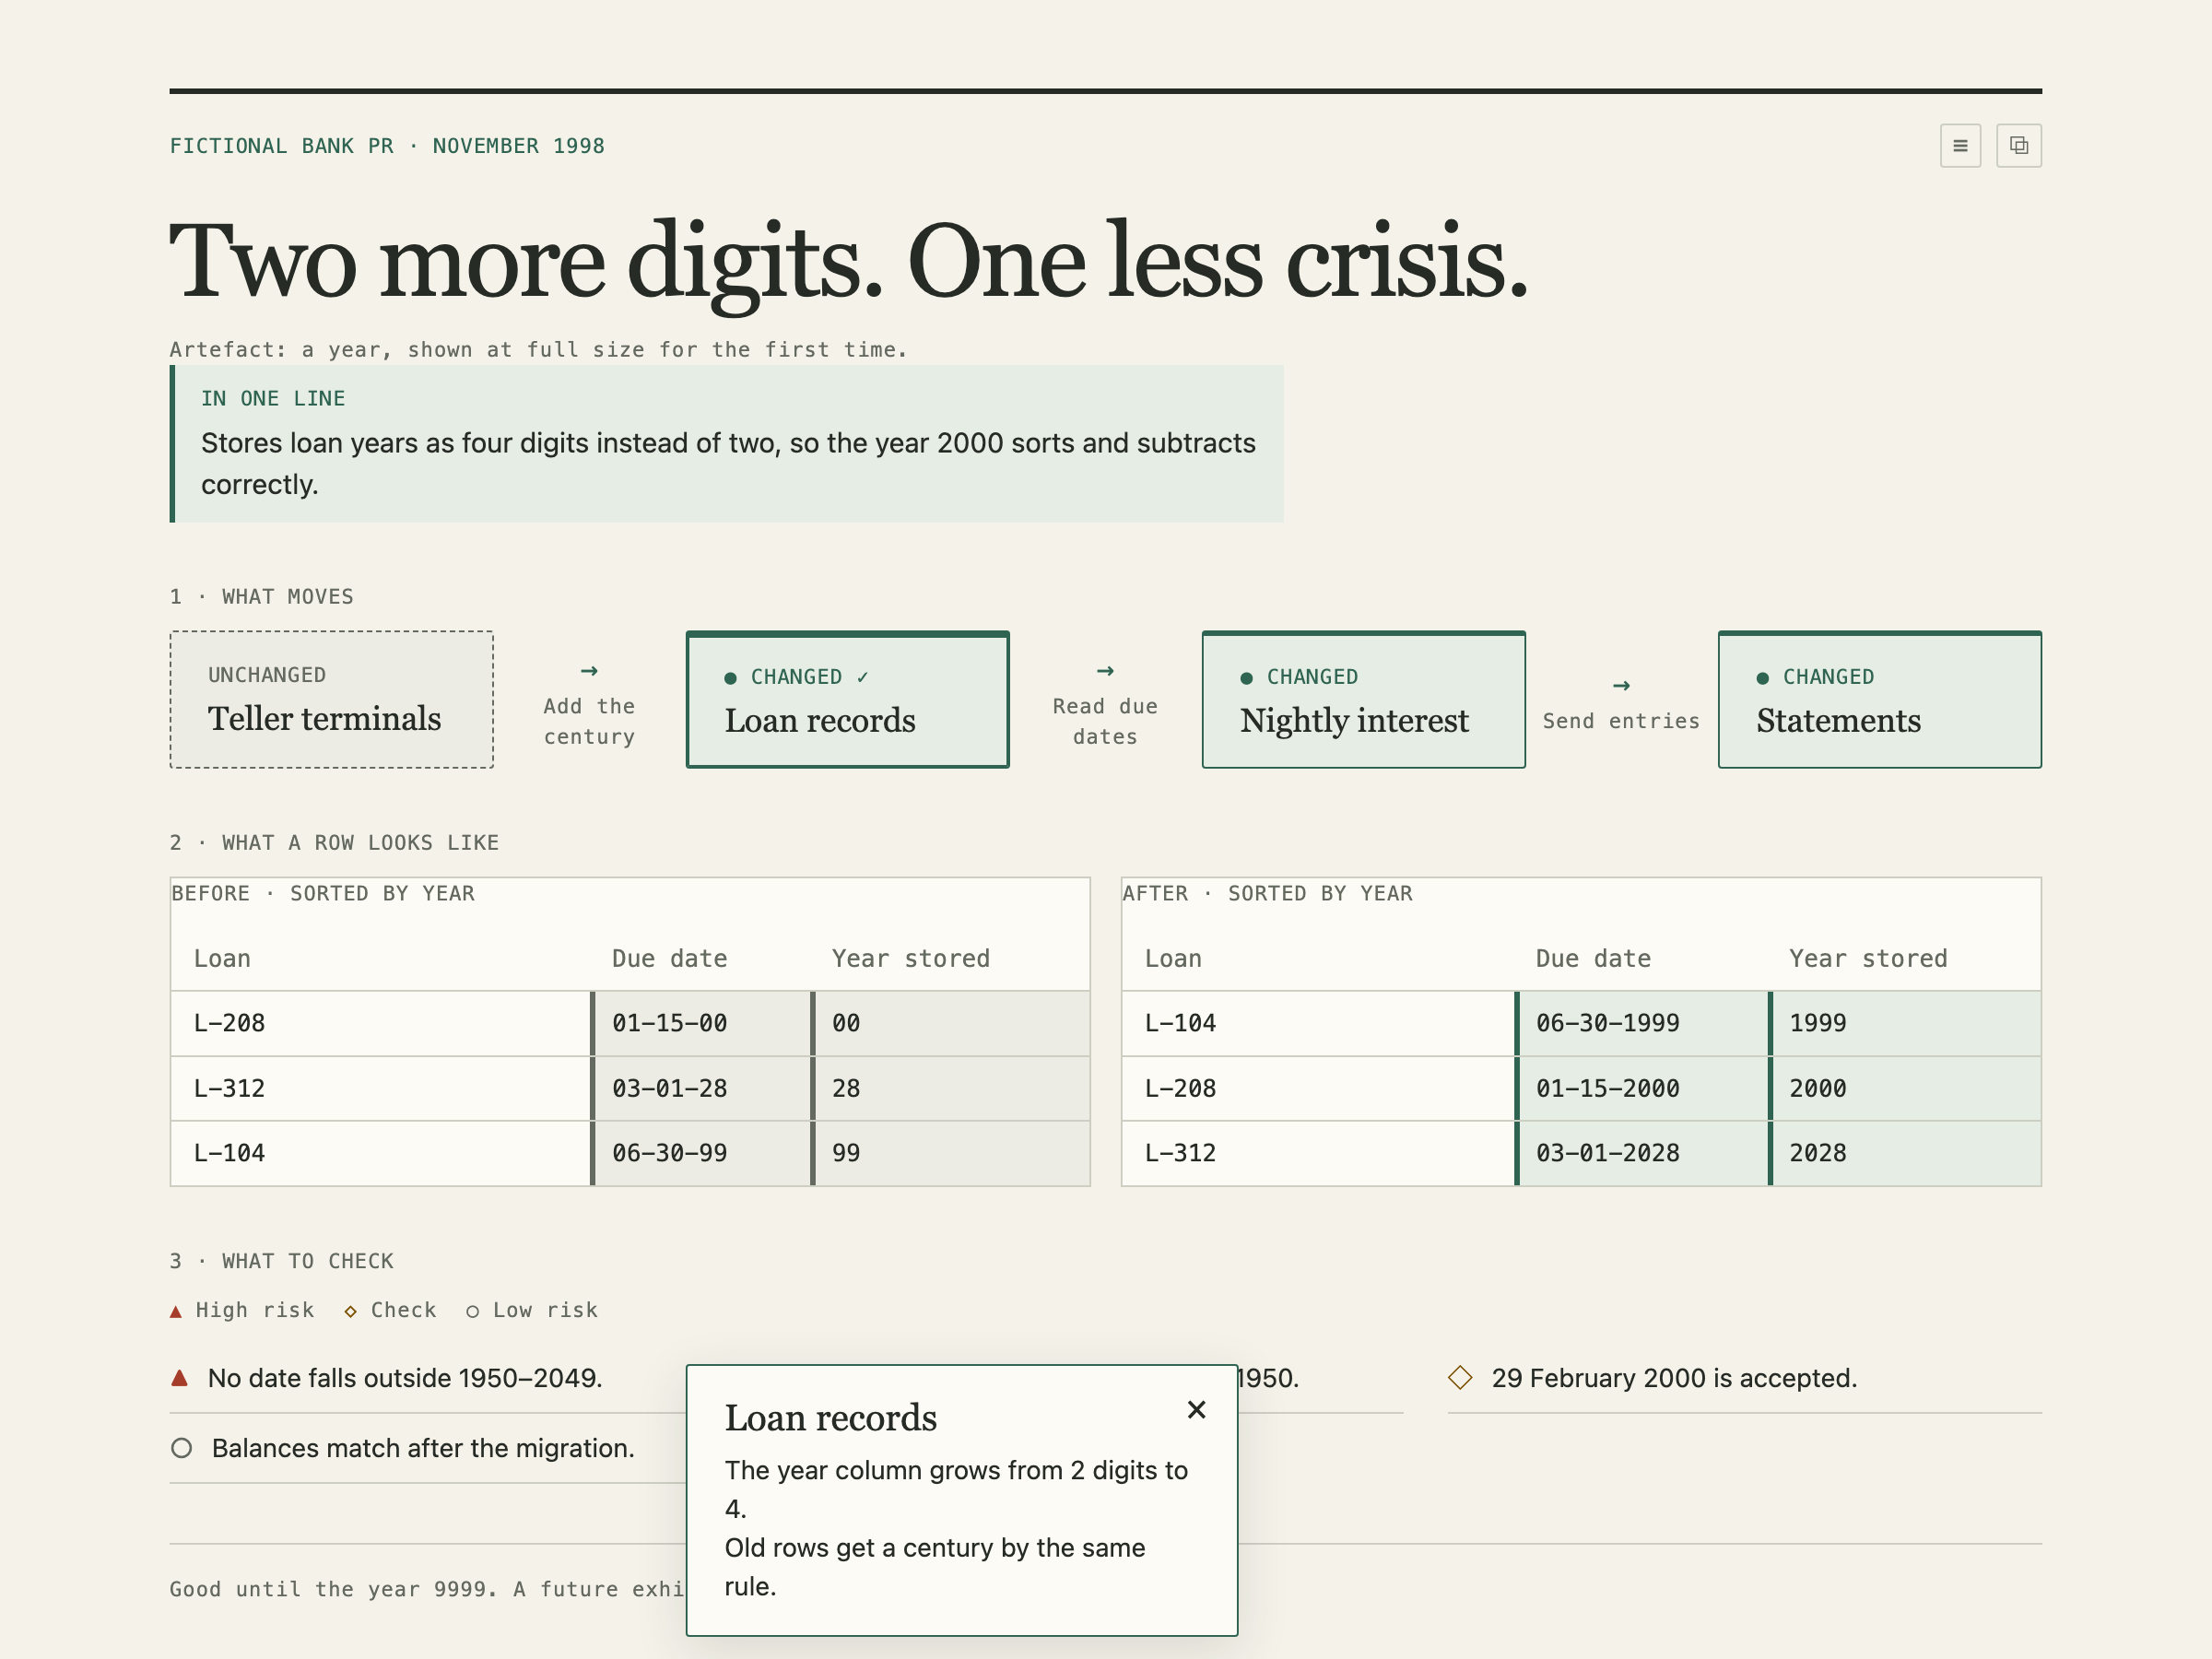 FICTIONAL BANK PR · NOVEMBER 1998
Two more digits. One less crisis.
Artefact: a year, shown at full size for the first time.
IN ONE LINE
Stores loan years as four digits instead of two, so the year 2000 sorts and subtracts
correctly.
1 · WHAT MOVES
UNCHANGED
Teller terminals
→
Add the
century
● CHANGED ✓
Loan records
→
Read due
dates
● CHANGED
Nightly interest
→
Send entries
● CHANGED
Statements
2 · WHAT A ROW LOOKS LIKE
BEFORE · SORTED BY YEAR
Loan Due date Year stored
L-208 01-15-00 00
L-312 03-01-28 28
L-104 06-30-99 99
AFTER · SORTED BY YEAR
Loan Due date Year stored
L-104 06-30-1999 1999
L-208 01-15-2000 2000
L-312 03-01-2028 2028
3 · WHAT TO CHECK
▲ High risk ◇ Check ○ Low risk
▲ No date falls outside 1950–2049.
1950.
◇ 29 February 2000 is accepted.
○ Balances match after the migration.
Loan records ×
The year column grows from 2 digits to
4.
Old rows get a century by the same
rule.
Good until the year 9999. A future